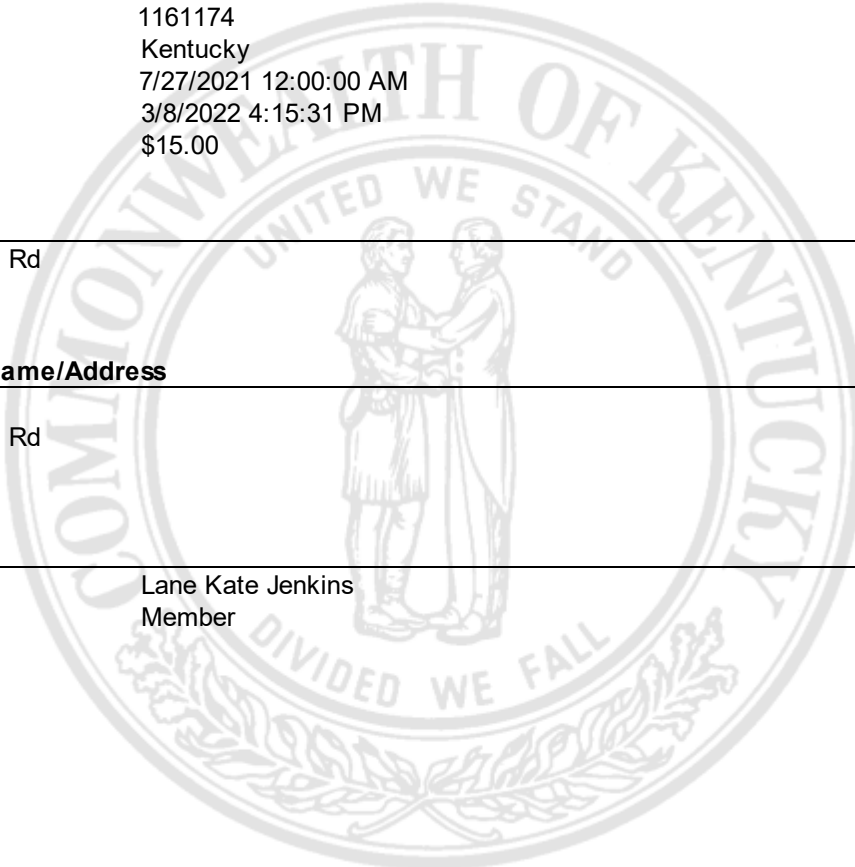 1161174
Kentucky
7/27/2021 12:00:00 AM
3/8/2022 4:15:31 PM
$15.00
Rd
ame/Address
Rd
Lane Kate Jenkins
Member
COMMONWEALTH OF KENTUCKY
UNITED WE STAND
DIVIDED WE FALL